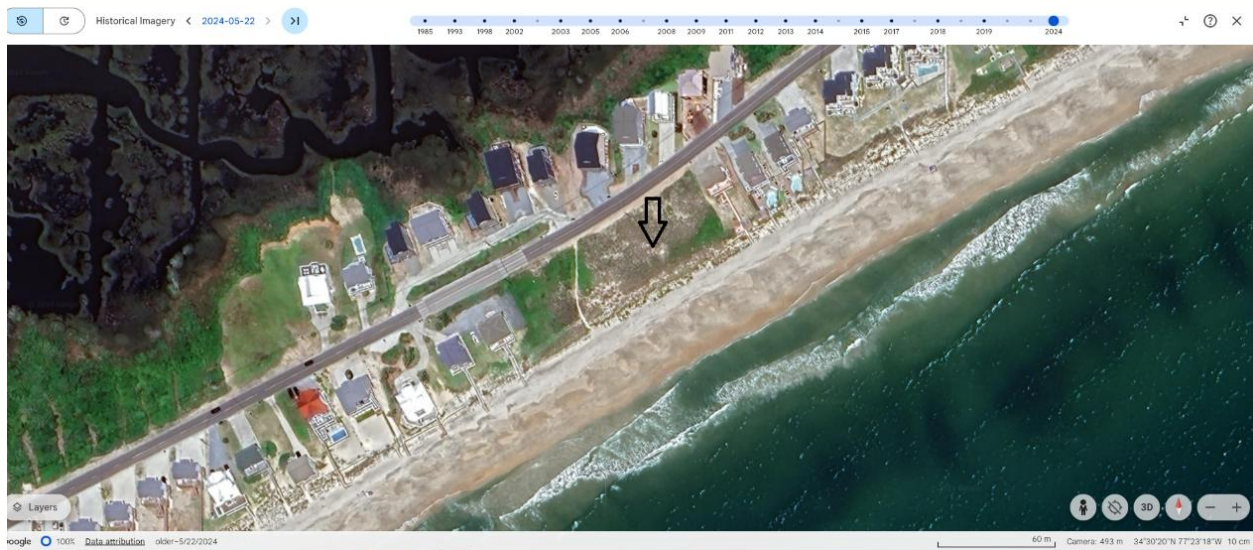 Historical Imagery 2024-05-22
1985 1993 1998 2002 2003 2005 2006 2008 2009 2011 2012 2013 2014 2015 2017 2018 2019 2024
Layers
3D
oogle 100% Data attribution older–5/22/2024 60 m Camera: 493 m 34°30'20"N 77°23'18"W 10 cm